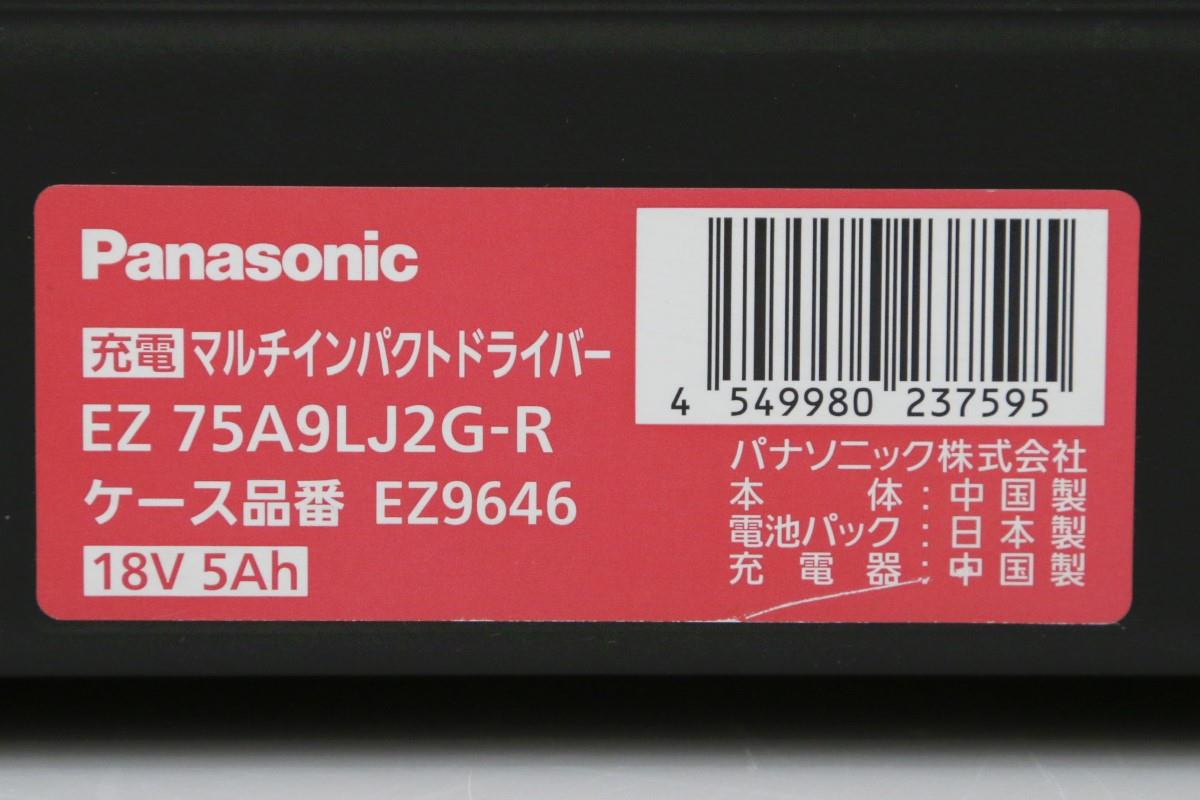 Panasonic
充電 マルチインパクトドライバー
EZ 75A9LJ2G-R
ケース品番 EZ9646
18V 5Ah
4 549980 237595
パナソニック株式会社
本体：中国製
電池パック：日本製
充電器：中国製